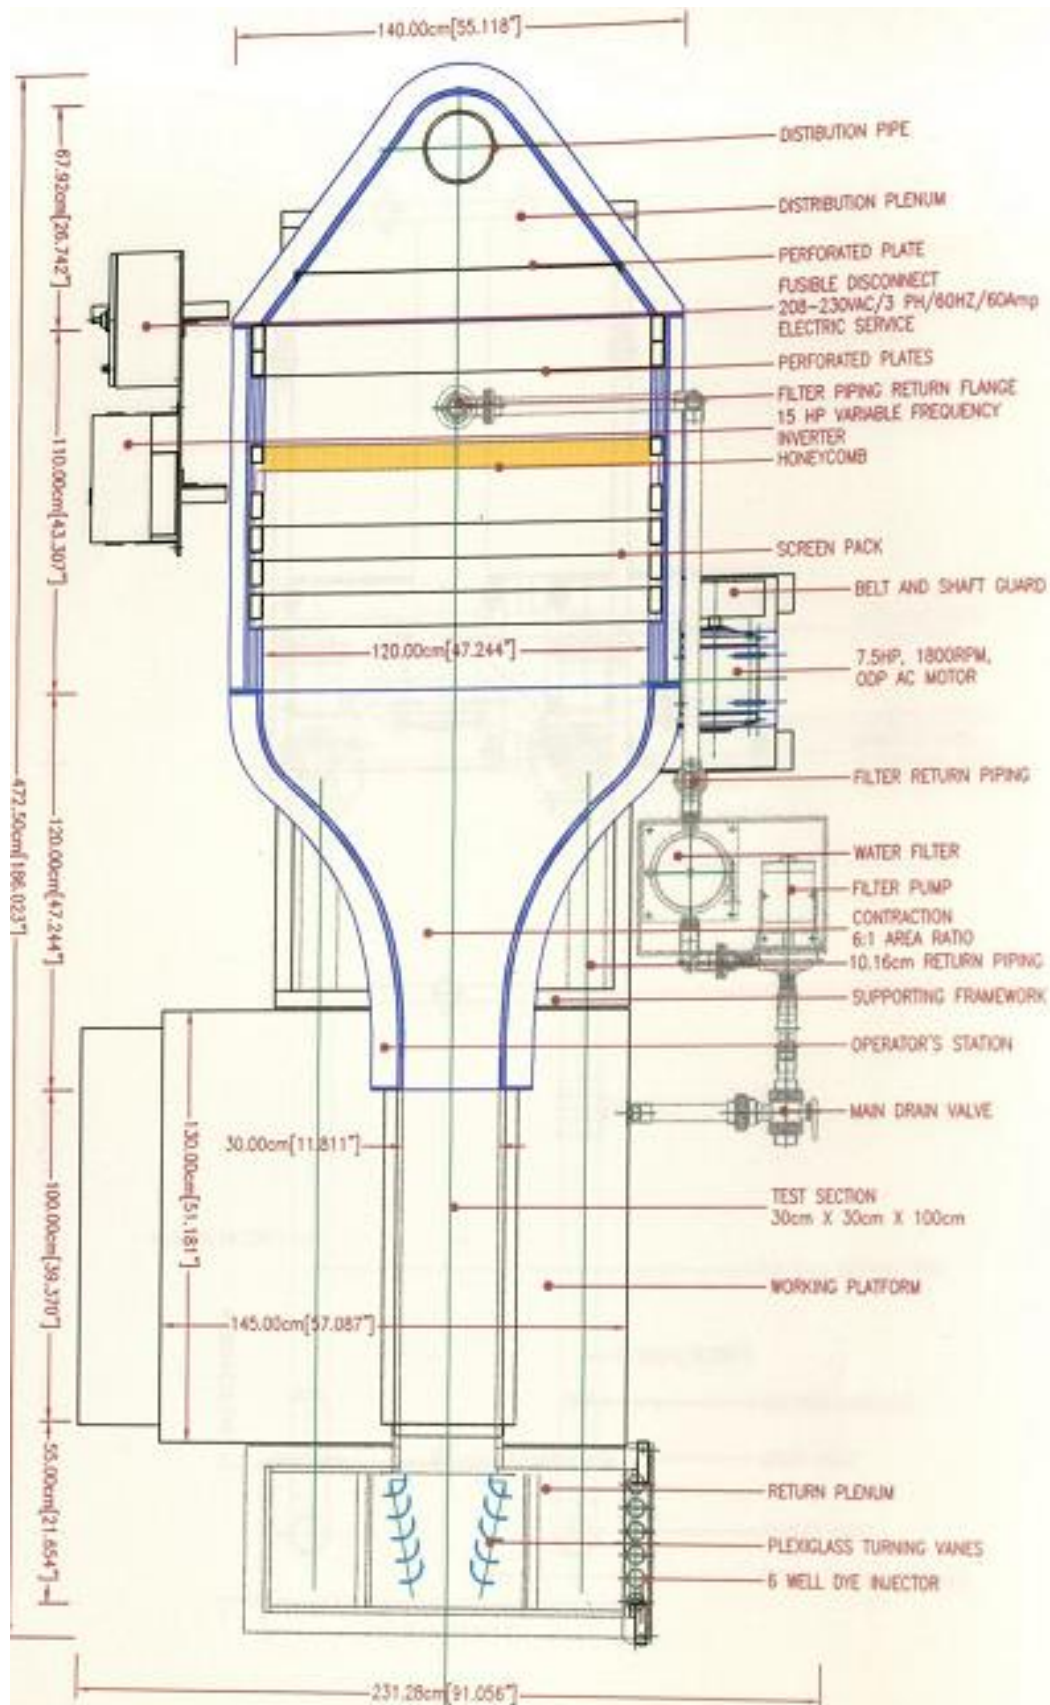 140.00cm[55.118"]
DISTIBUTION PIPE
DISTRIBUTION PLENUM
67.92cm[26.742"]
PERFORATED PLATE
FUSIBLE DISCONNECT
208-230VAC/3 PH/60HZ/60Amp
ELECTRIC SERVICE
PERFORATED PLATES
FILTER PIPING RETURN FLANGE
15 HP VARIABLE FREQUENCY
INVERTER
HONEYCOMB
110.00cm[43.307"]
SCREEN PACK
BELT AND SHAFT GUARD
120.00cm[47.244"]
7.5HP, 1800RPM,
ODP AC MOTOR
FILTER RETURN PIPING
472.50cm[186.023"]
120.00cm[47.244"]
WATER FILTER
FILTER PUMP
CONTRACTION
6:1 AREA RATIO
10.16cm RETURN PIPING
SUPPORTING FRAMEWORK
OPERATOR'S STATION
MAIN DRAIN VALVE
30.00cm[11.811"]
130.00cm[51.181"]
100.00cm[39.370"]
TEST SECTION
30cm X 30cm X 100cm
WORKING PLATFORM
145.00cm[57.087"]
55.00cm[21.654"]
RETURN PLENUM
PLEXIGLASS TURNING VANES
6 WELL DYE INJECTOR
231.28cm[91.056"]